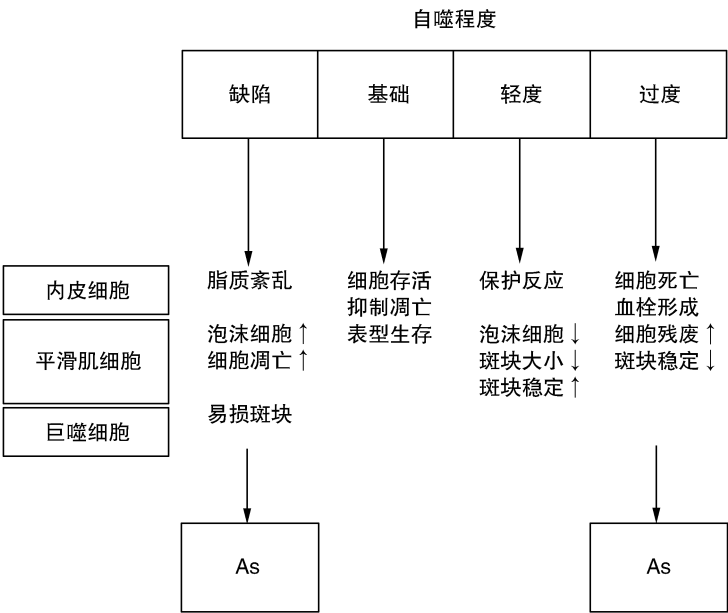 自噬程度
缺陷
基础
轻度
过度
内皮细胞
平滑肌细胞
巨噬细胞
脂质紊乱
泡沫细胞↑
细胞凋亡↑
易损斑块
细胞存活
抑制凋亡
表型生存
保护反应
泡沫细胞↓
斑块大小↓
斑块稳定↑
细胞死亡
血栓形成
细胞残废↑
斑块稳定↓
As
As